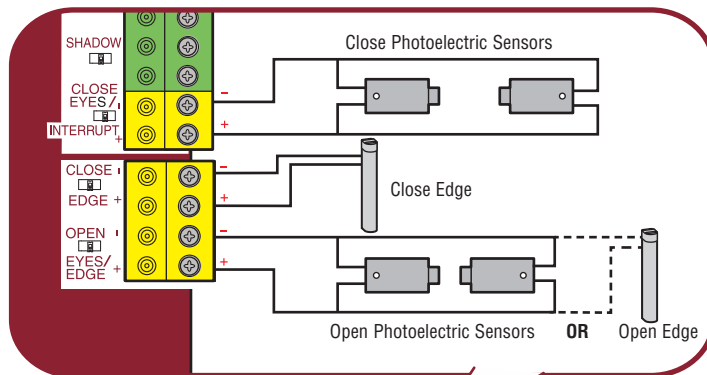 SHADOW
Close Photoelectric Sensors
CLOSE
EYES/ -
INTERRUPT +
-
+
CLOSE -
EDGE +
-
+
Close Edge
OPEN -
EYES/
EDGE +
-
+
Open Photoelectric Sensors OR Open Edge